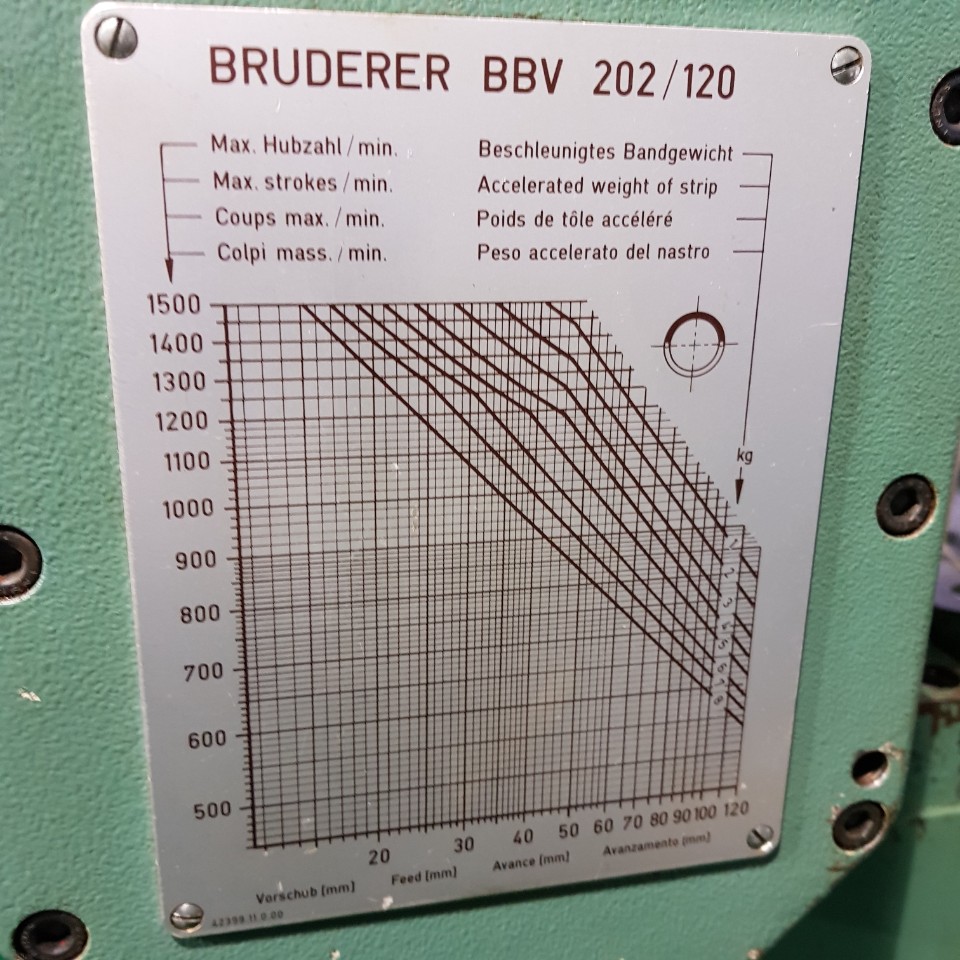 BRUDERER BBV 202/120
Max. Hubzahl / min.
Max. strokes / min.
Coups max. / min.
Colpi mass. / min.
Beschleunigtes Bandgewicht
Accelerated weight of strip
Poids de tôle accéléré
Peso accelerato del nastro
kg
1500
1400
1300
1200
1100
1000
900
800
700
600
500
1
2
3
5
6
7
8
20 30 40 50 60 70 80 90 100 120
Vorschub [mm] Feed [mm] Avance [mm] Avanzamento [mm]